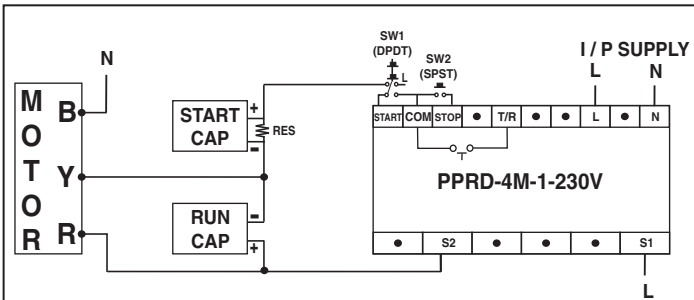 SW1
(DPDT)
SW2
(SPST)
I / P SUPPLY
L
N
N
L
MOTOR
B
Y
R
START
CAP
+
-
RES
RUN
CAP
-
+
START COM STOP • T/R • • L • N
PPRD-4M-1-230V
• S2 • • • S1
L